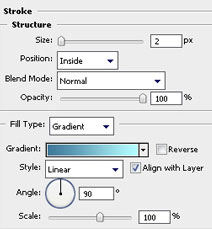 Stroke
Structure
Size: 2 px
Position: Inside
Blend Mode: Normal
Opacity: 100 %
Fill Type: Gradient
Gradient: Reverse
Style: Linear Align with Layer
Angle: 90 °
Scale: 100 %